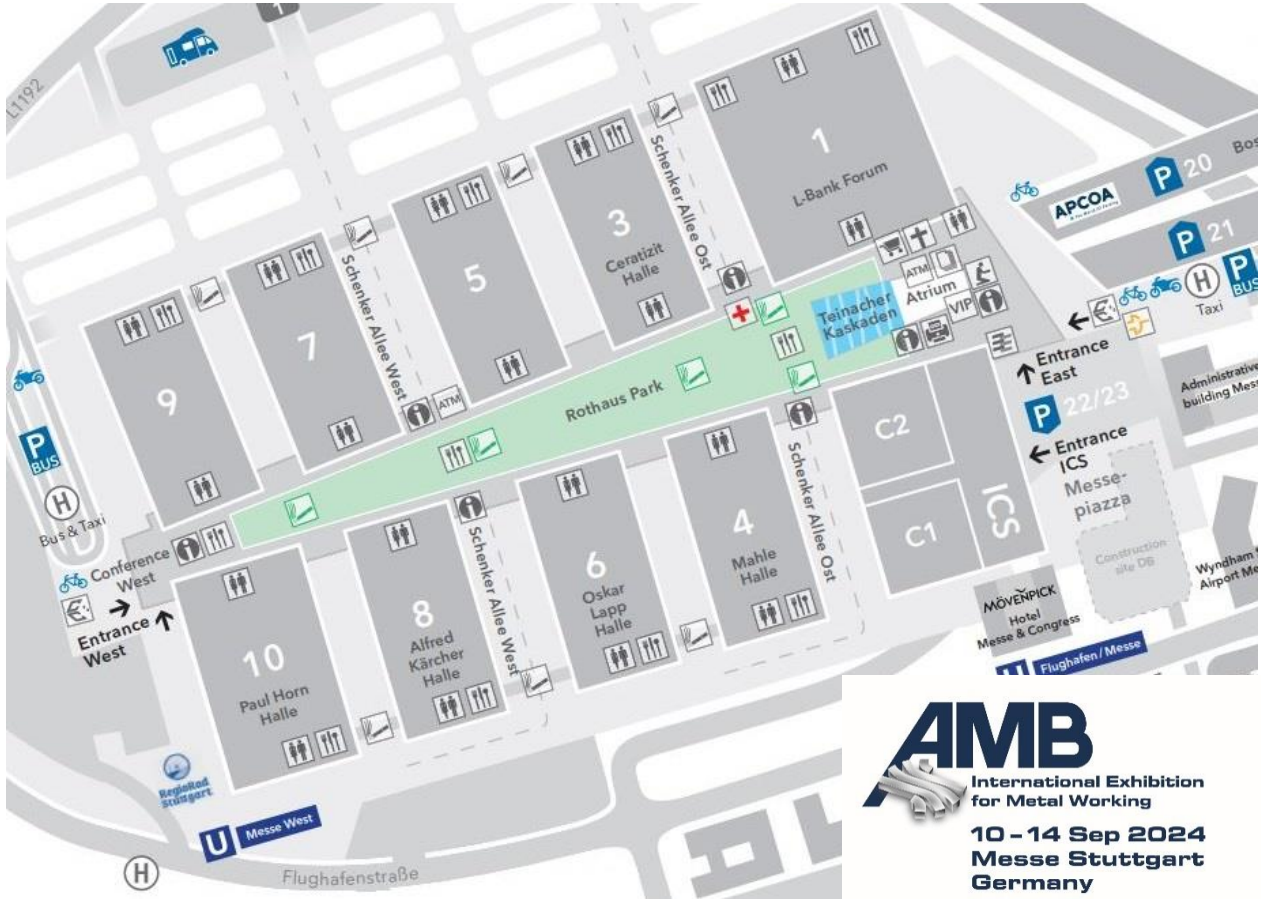 1
L1192
1
L-Bank Forum
3
Ceratizit
Halle
5
7
9
Schenker Allee West
Schenker Allee Ost
APCOA
P 20
P 21
P
BUS
H
Taxi
ATM
Atrium
VIP
Teinacher
Kaskaden
Rothaus Park
ATM
Entrance
East
P 22/23
Entrance
ICS
Messe-
piazza
Construction
site DB
Administrative
building
Wyndham
Airport
C2
C1
ICS
MÖVENPICK
Hotel
Messe & Congress
U Flughafen/Messe
P
BUS
H
Bus & Taxi
Conference
West
Entrance
West
10
Paul Horn
Halle
8
Alfred
Kärcher
Halle
Schenker Allee West
6
Oskar
Lapp
Halle
4
Mahle
Halle
Schenker Allee Ost
RegioRad
Stuttgart
U Messe West
H
Flughafenstraße
AMB
International Exhibition
for Metal Working
10 – 14 Sep 2024
Messe Stuttgart
Germany